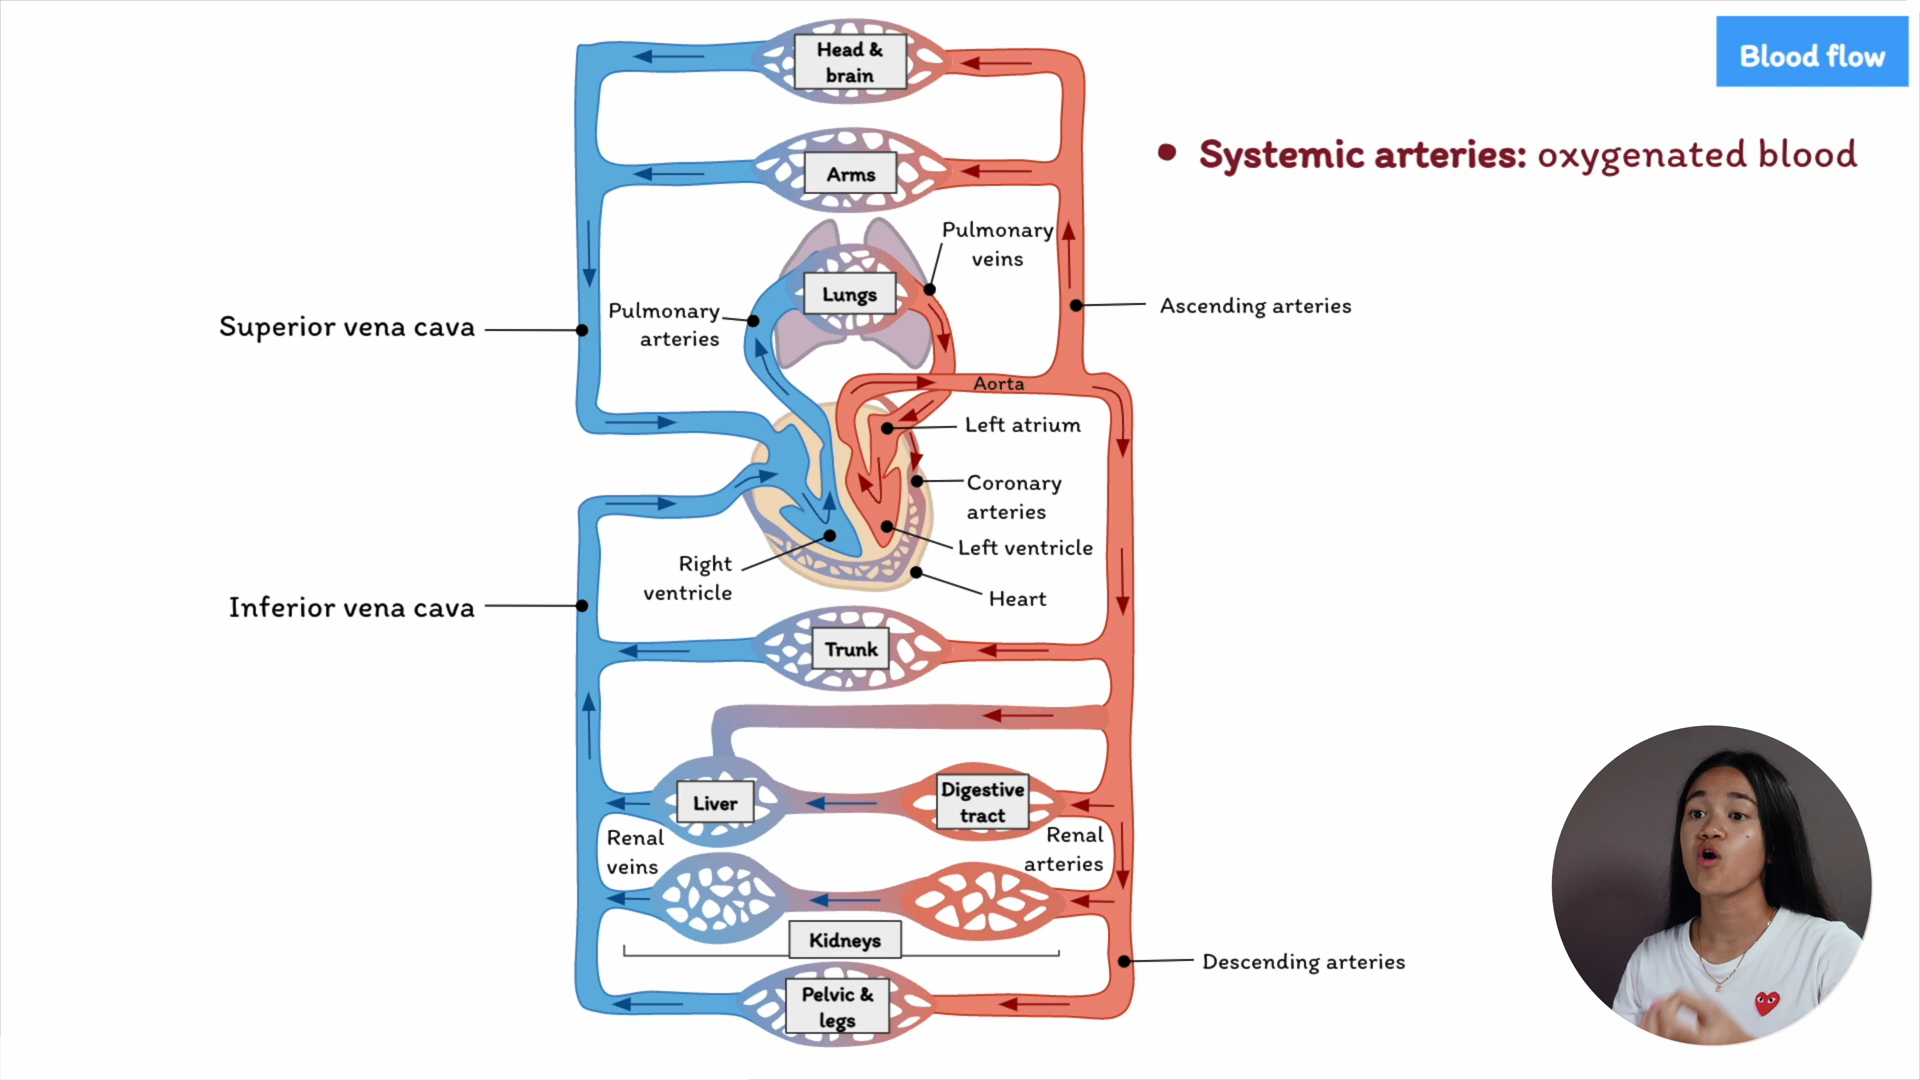 Blood flow
• Systemic arteries: oxygenated blood
Head &
brain
Arms
Pulmonary
veins
Lungs
Pulmonary
arteries
Ascending arteries
Superior vena cava
Aorta
Left atrium
Coronary
arteries
Left ventricle
Right
ventricle
Heart
Inferior vena cava
Trunk
Liver
Digestive
tract
Renal
veins
Renal
arteries
Kidneys
Descending arteries
Pelvic &
legs